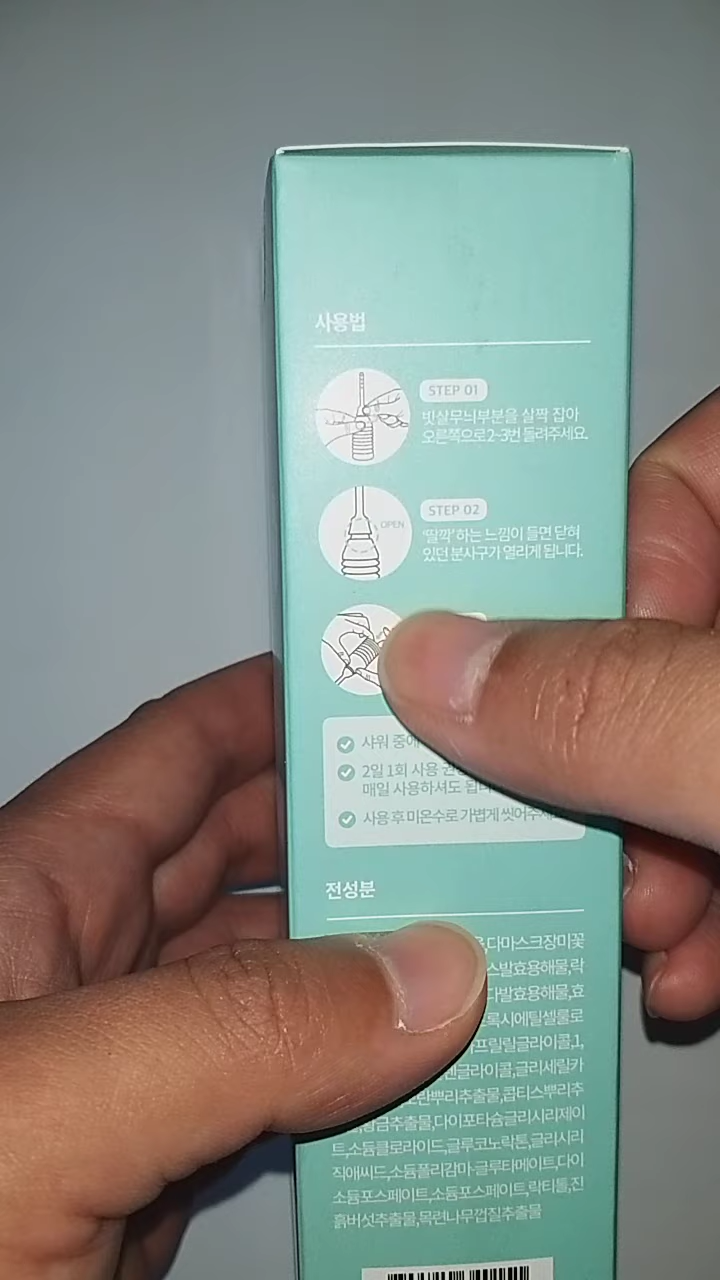 사용법
STEP 01
빗살무늬부분을 살짝 잡아
오른쪽으로 2-3번 돌려주세요.
STEP 02
OPEN
'딸깍' 하는 느낌이 들면 닫혀
있던 분사구가 열리게 됩니다.
샤워 중에
2일 1회 사용
매일 사용하셔도
사용 후 미온수로 가볍게 씻어주세요
전성분
다마스크장미꽃
발효용해물,락
발효용해물,효
록시에틸셀룰로
프릴릴글라이콜,1,
글라이콜,글리세릴카
란뿌리추출물,콥티스뿌리추
황금추출물,다이포타슘글리시리제이
트,소듐클로라이드,글루코노락톤,글리시리
직애씨드,소듐폴리감마-글루타메이트,다이
소듐포스페이트,소듐포스페이트,락티톨,진
흙버섯추출물,목련나무껍질추출물